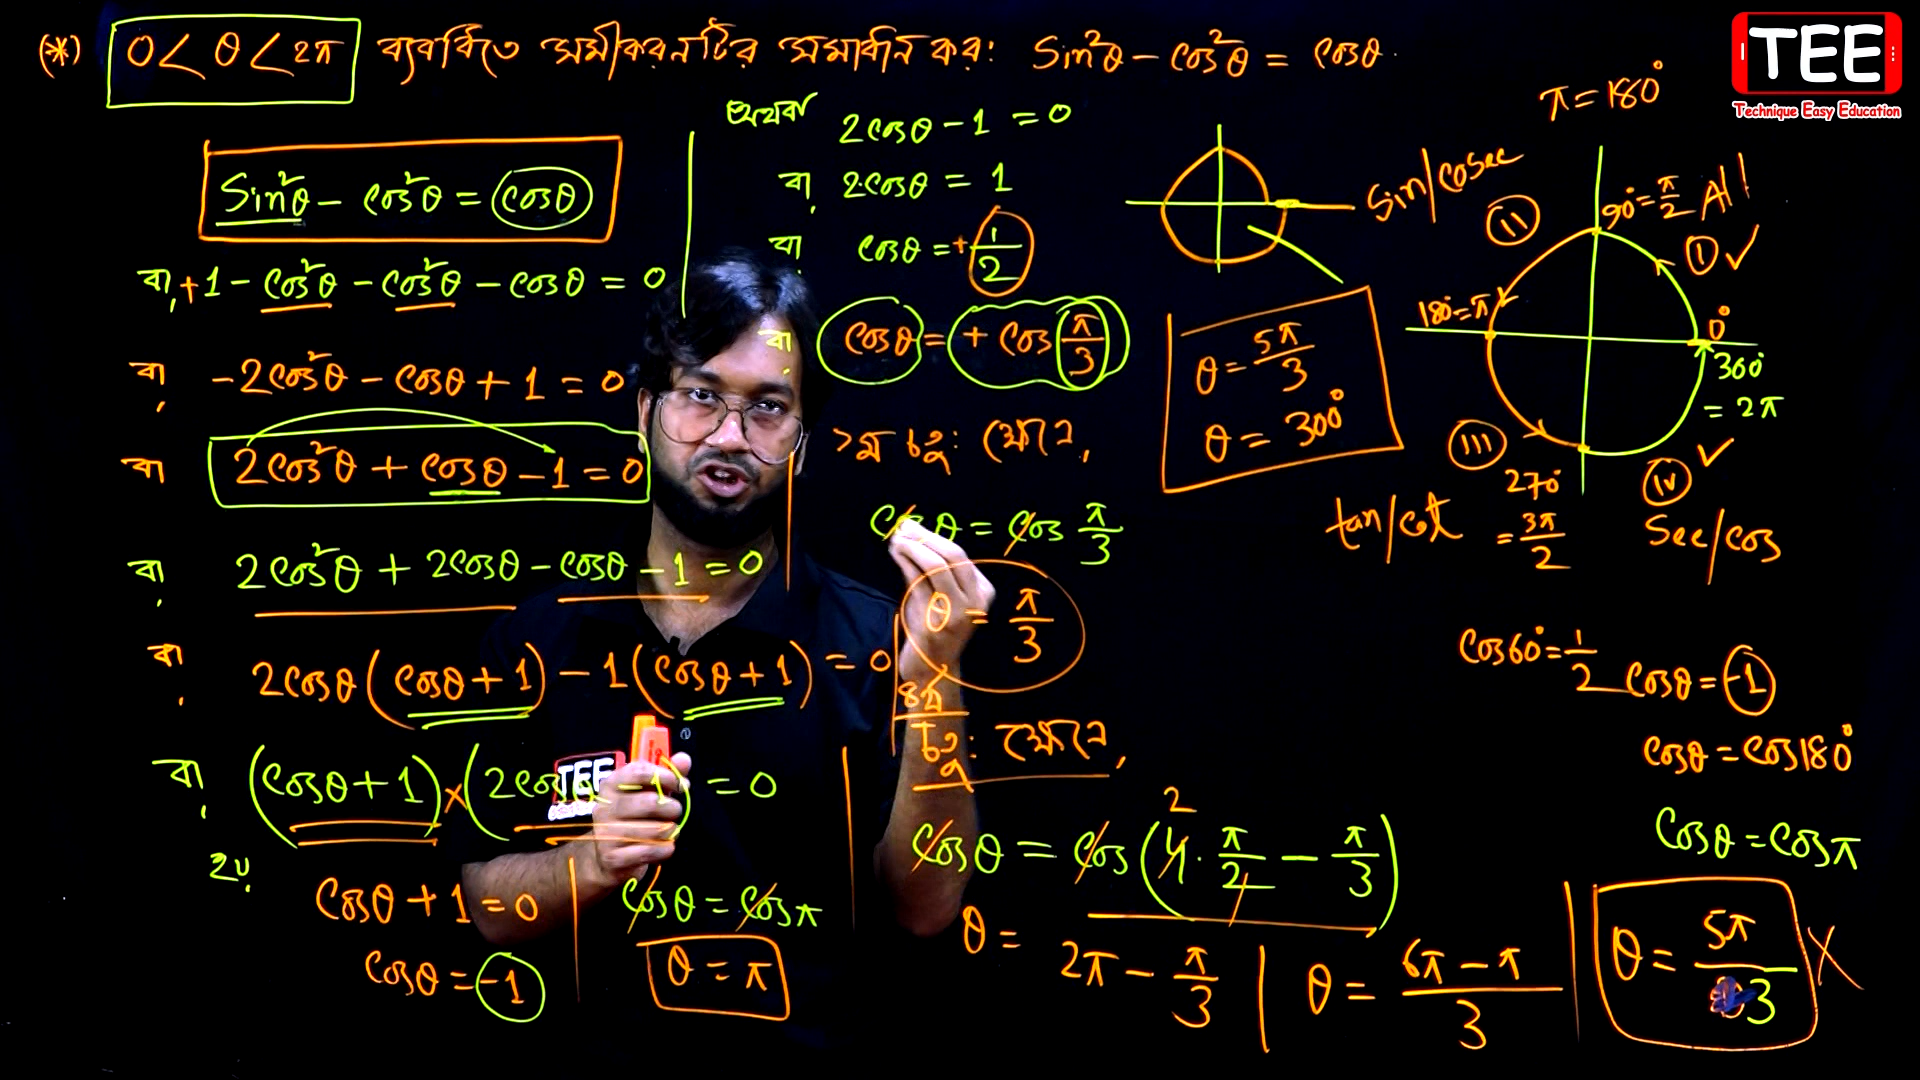 (*) 0 < θ < 2π ব্যবধিতে সমীকরনটির সমাধান কর: Sin²θ - cos²θ = cosθ
TEE
Technique Easy Education
Sin²θ - cos²θ = cosθ
বা, +1 - cos²θ - cos²θ - cosθ = 0
বা, -2cos²θ - cosθ + 1 = 0
বা 2cos²θ + cosθ - 1 = 0
বা, 2cos²θ + 2cosθ - cosθ - 1 = 0
বা, 2cosθ (cosθ + 1) - 1 (cosθ + 1) = 0
বা, (cosθ + 1) × (2cosθ - 1) = 0
হয়,
cosθ + 1 = 0
cosθ = -1
cosθ = cosπ
θ = π
অথবা 2cosθ - 1 = 0
বা, 2cosθ = 1
বা, cosθ = + 1/2
বা, cosθ = + cos π/3
১ম চতু: ক্ষেত্রে,
cosθ = cos π/3
θ = π/3
৪র্থ
চতু: ক্ষেত্রে,
2
cosθ = cos (4 · π/2 - π/3)
θ = 2π - π/3
θ = 6π - π / 3
θ = 5π/3 ×
θ = 5π/3
θ = 300°
π = 180°
Sin/cosec
ii
90° = π/2
All
i ✓
180° = π
0°
360°
= 2π
iii
270°
= 3π/2
iv ✓
tan/cot
Sec/cos
cos60° = 1/2
cosθ = -1
cosθ = cos180°
cosθ = cosπ
TEE